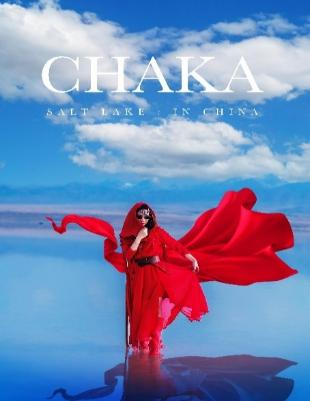 CHAKA
SALT LAKE · IN CHINA